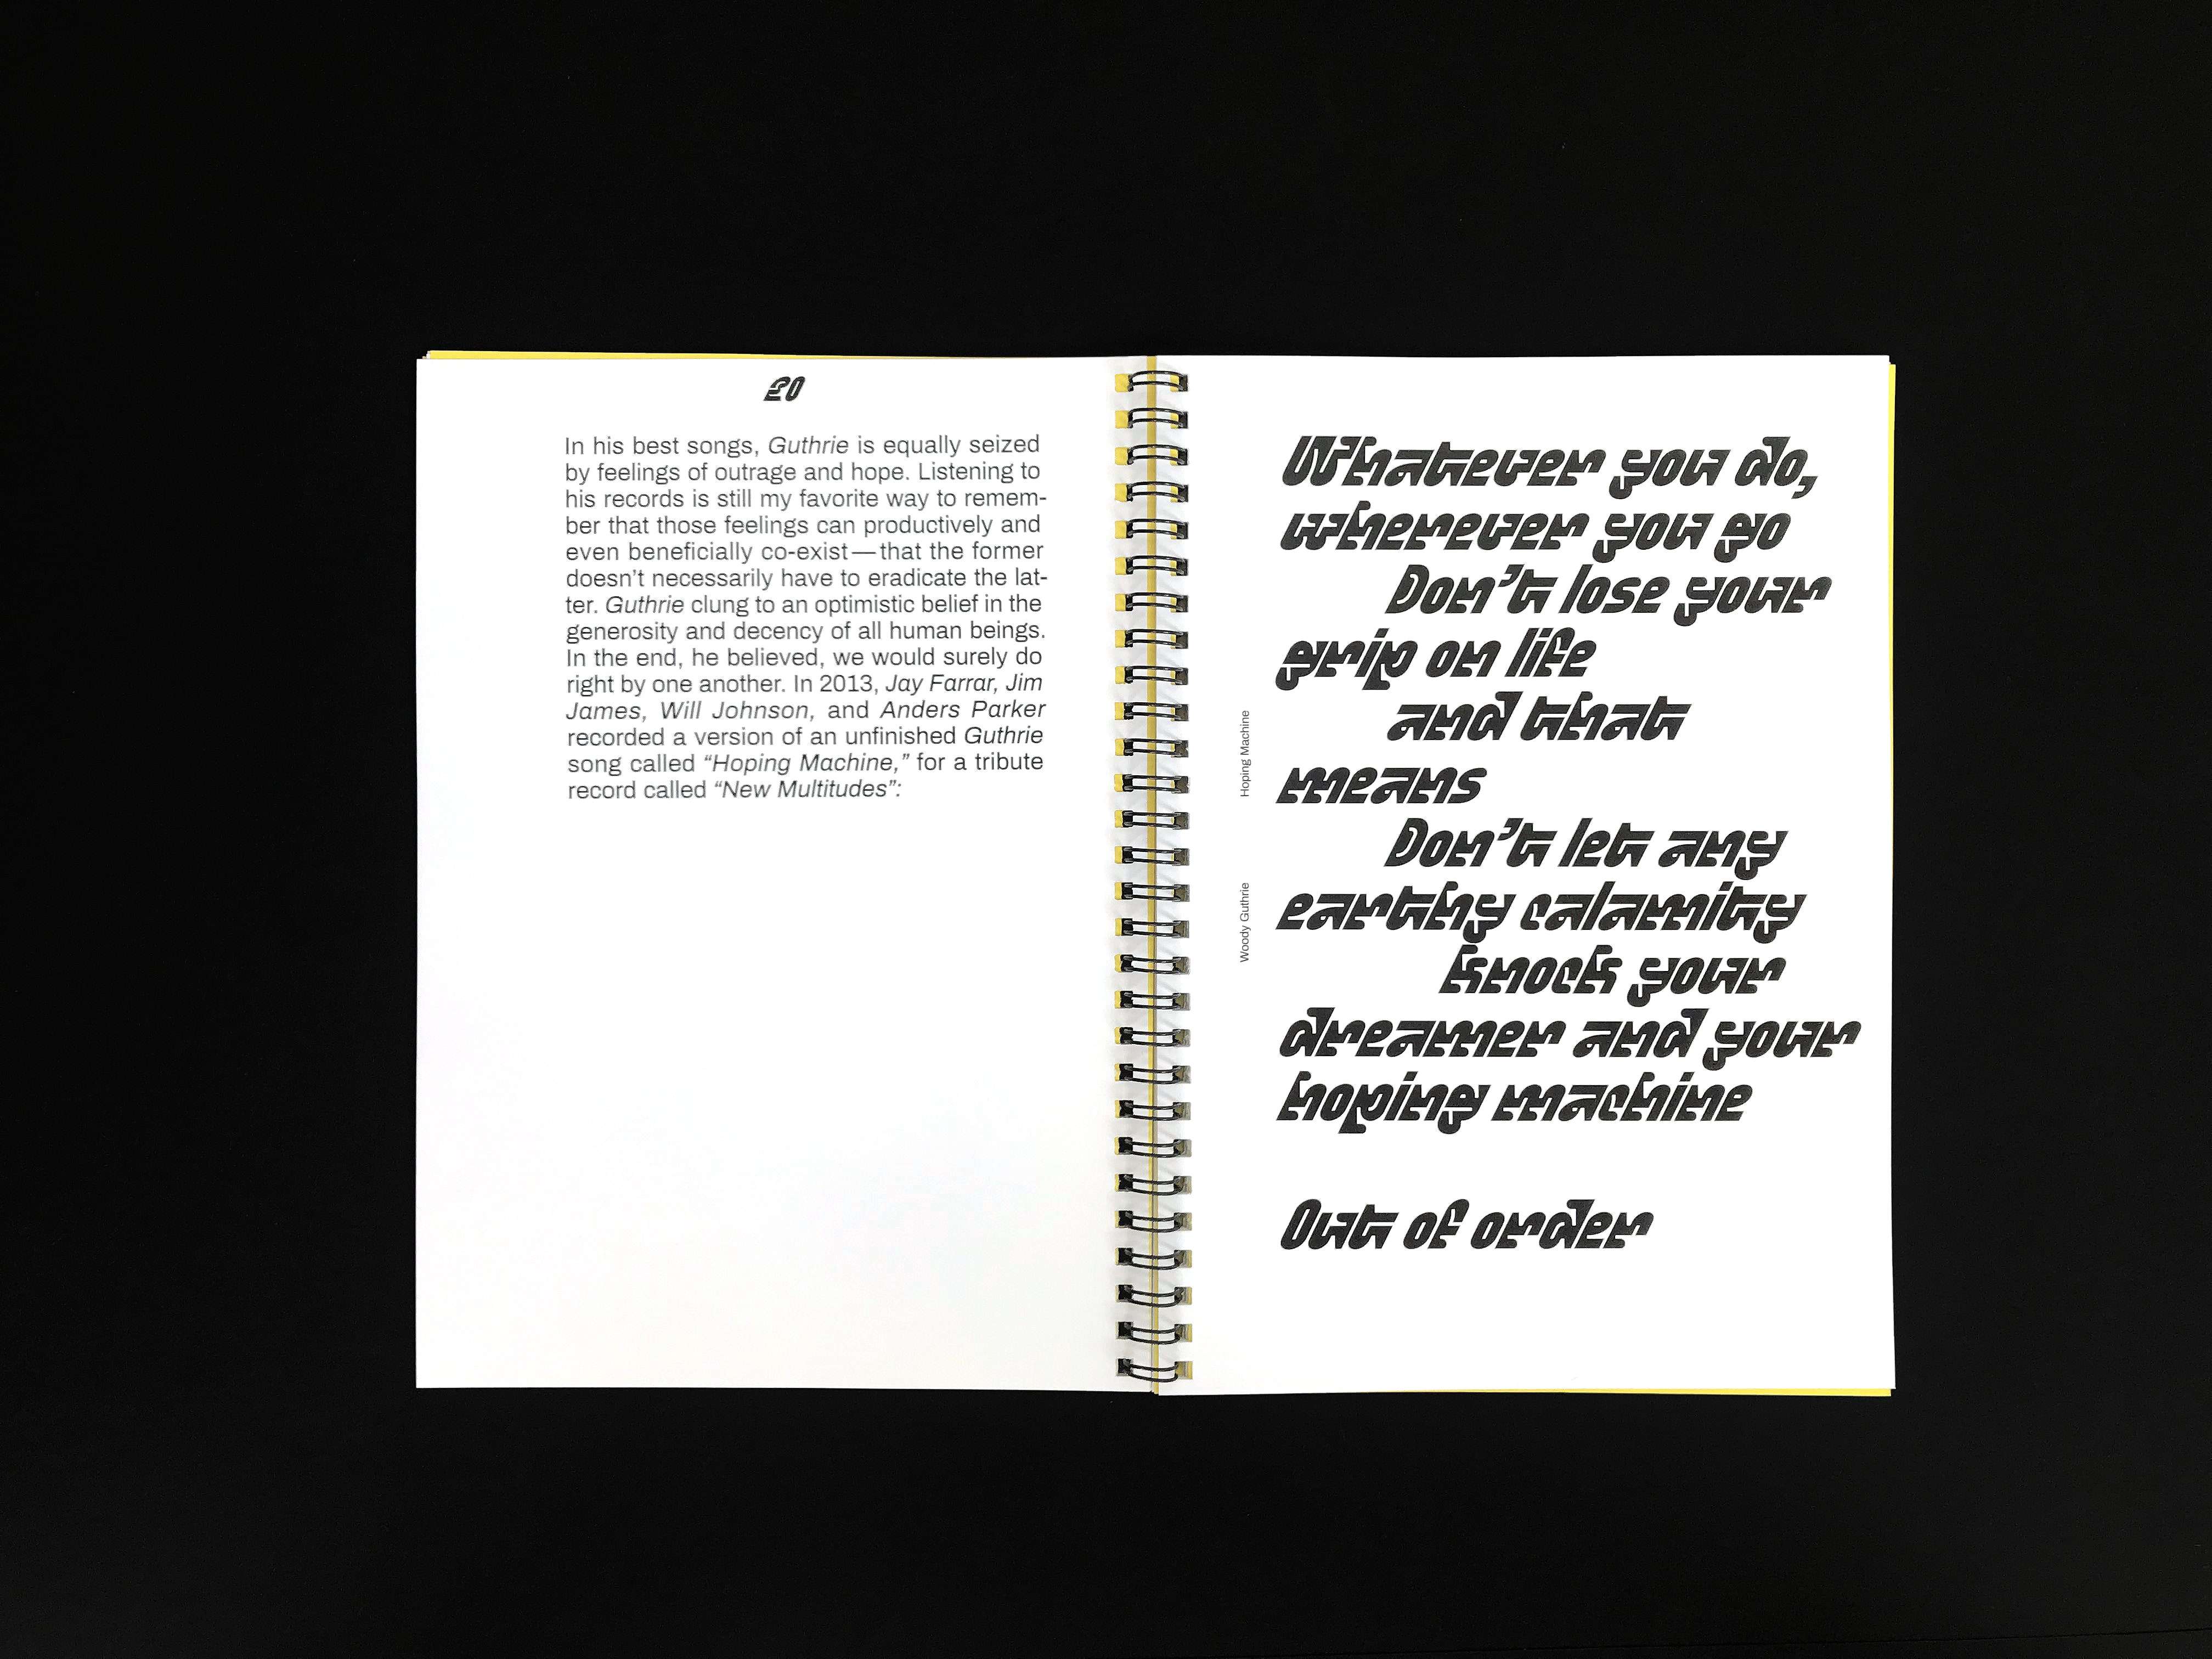 20
In his best songs, Guthrie is equally seized
by feelings of outrage and hope. Listening to
his records is still my favorite way to remem-
ber that those feelings can productively and
even beneficially co-exist—that the former
doesn’t necessarily have to eradicate the lat-
ter. Guthrie clung to an optimistic belief in the
generosity and decency of all human beings.
In the end, he believed, we would surely do
right by one another. In 2013, Jay Farrar, Jim
James, Will Johnson, and Anders Parker
recorded a version of an unfinished Guthrie
song called “Hoping Machine,” for a tribute
record called “New Multitudes”:
Hoping Machine
Woody Guthrie
Whatever you do,
wherever you go
Don’t lose your
grip on life
and that
means
Don’t let any
earthy calamity
knock your
dreamer and your
hoping machine
Out of order